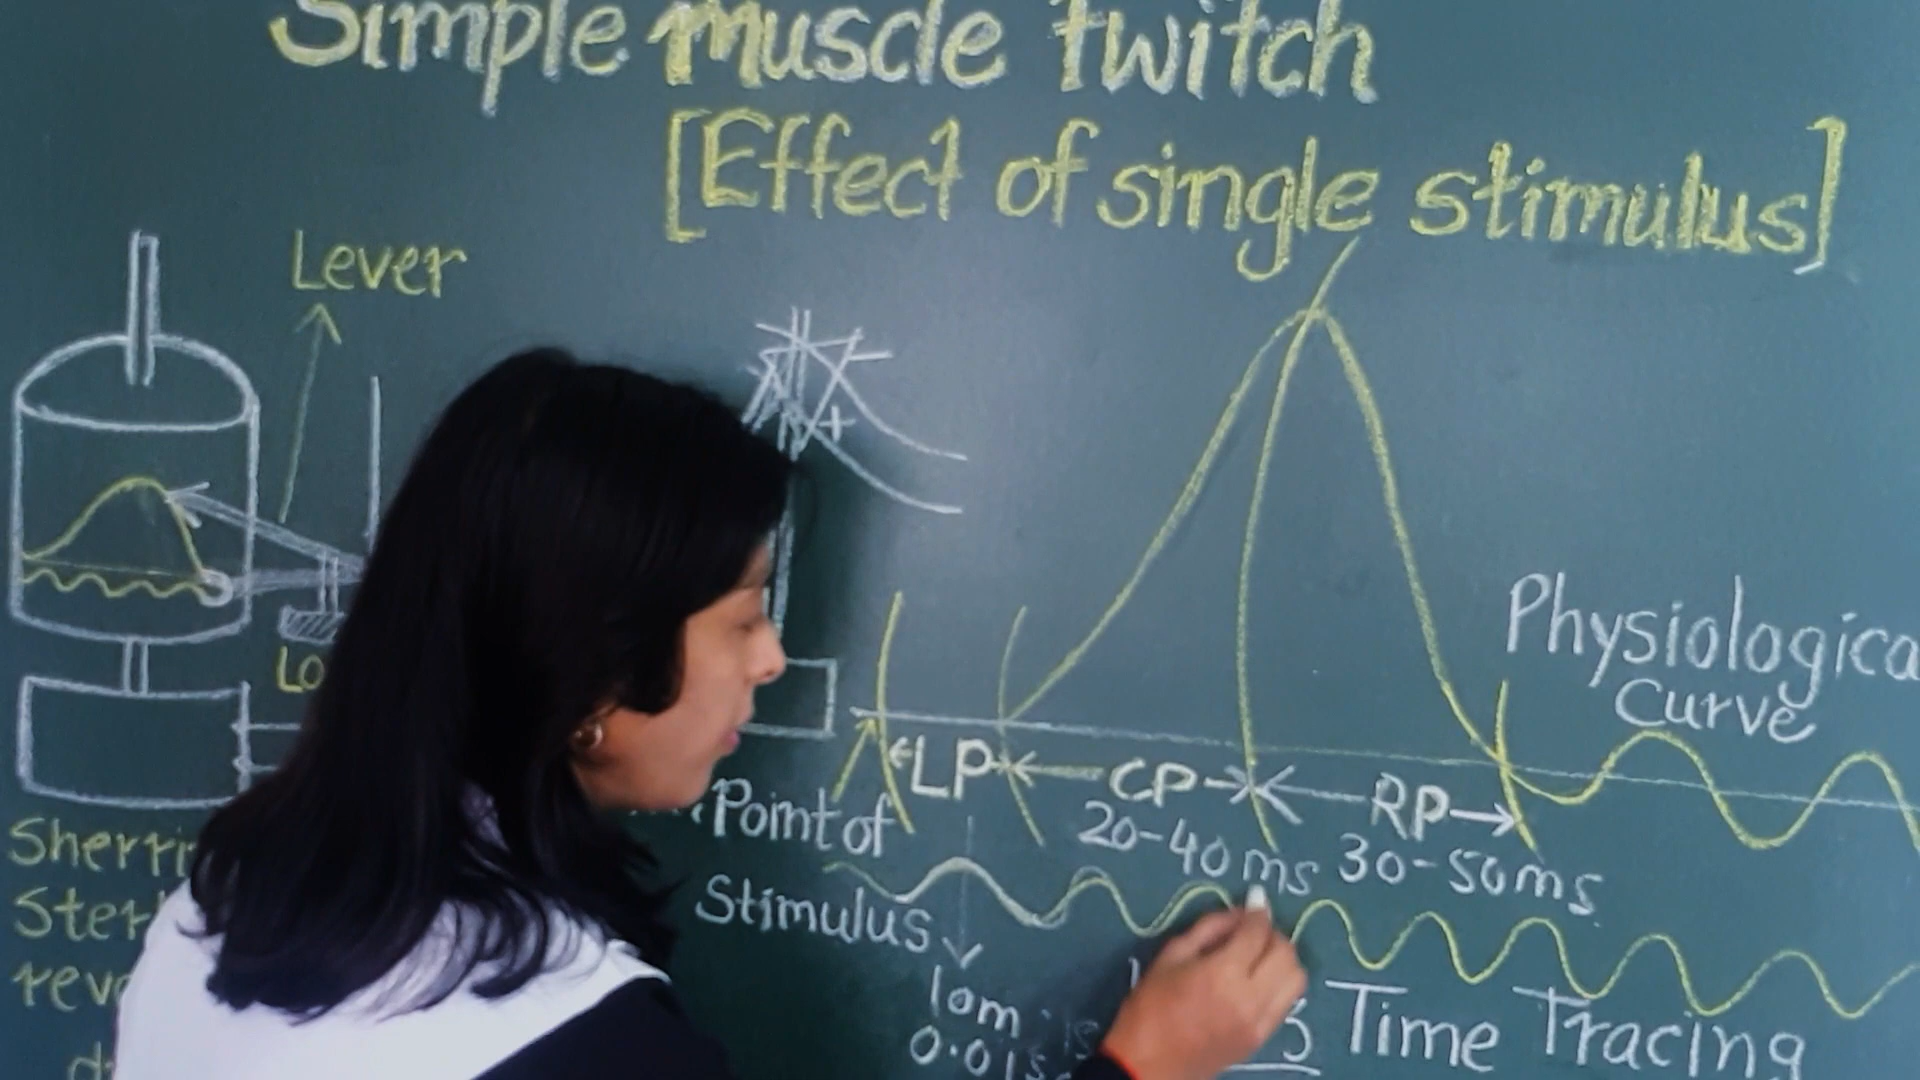 Simple muscle twitch
[Effect of single stimulus]
Lever
Physiologica
Curve
LP
CP
RP
20-40 ms
30-50ms
Point of
Stimulus
Time Tracing